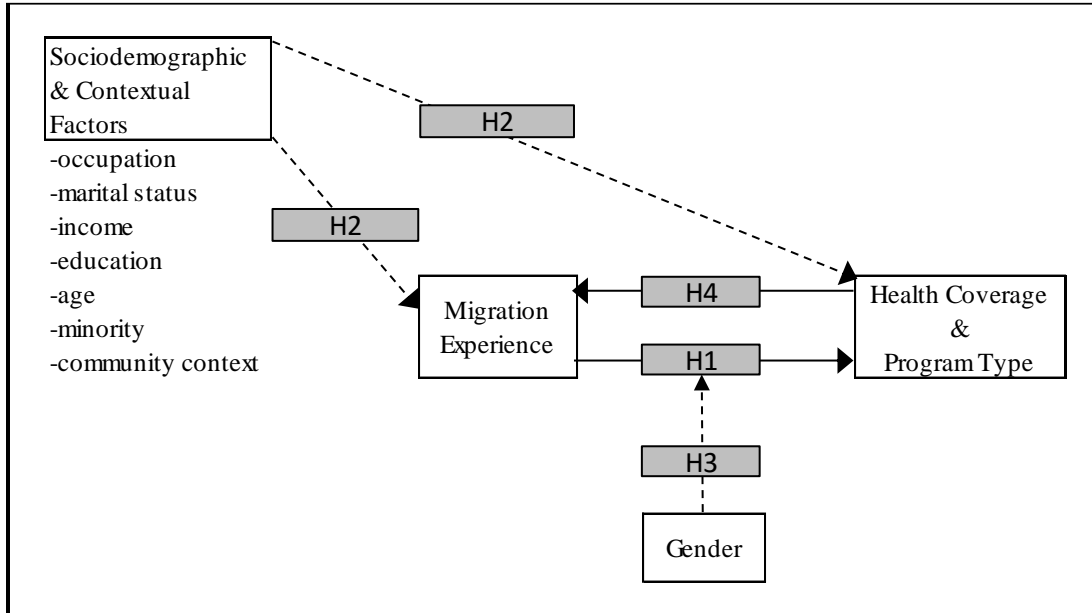 Sociodemographic
& Contextual
Factors
-occupation
-marital status
-income
-education
-age
-minority
-community context
H2
H2
Migration
Experience
H4
H1
Health Coverage
&
Program Type
H3
Gender